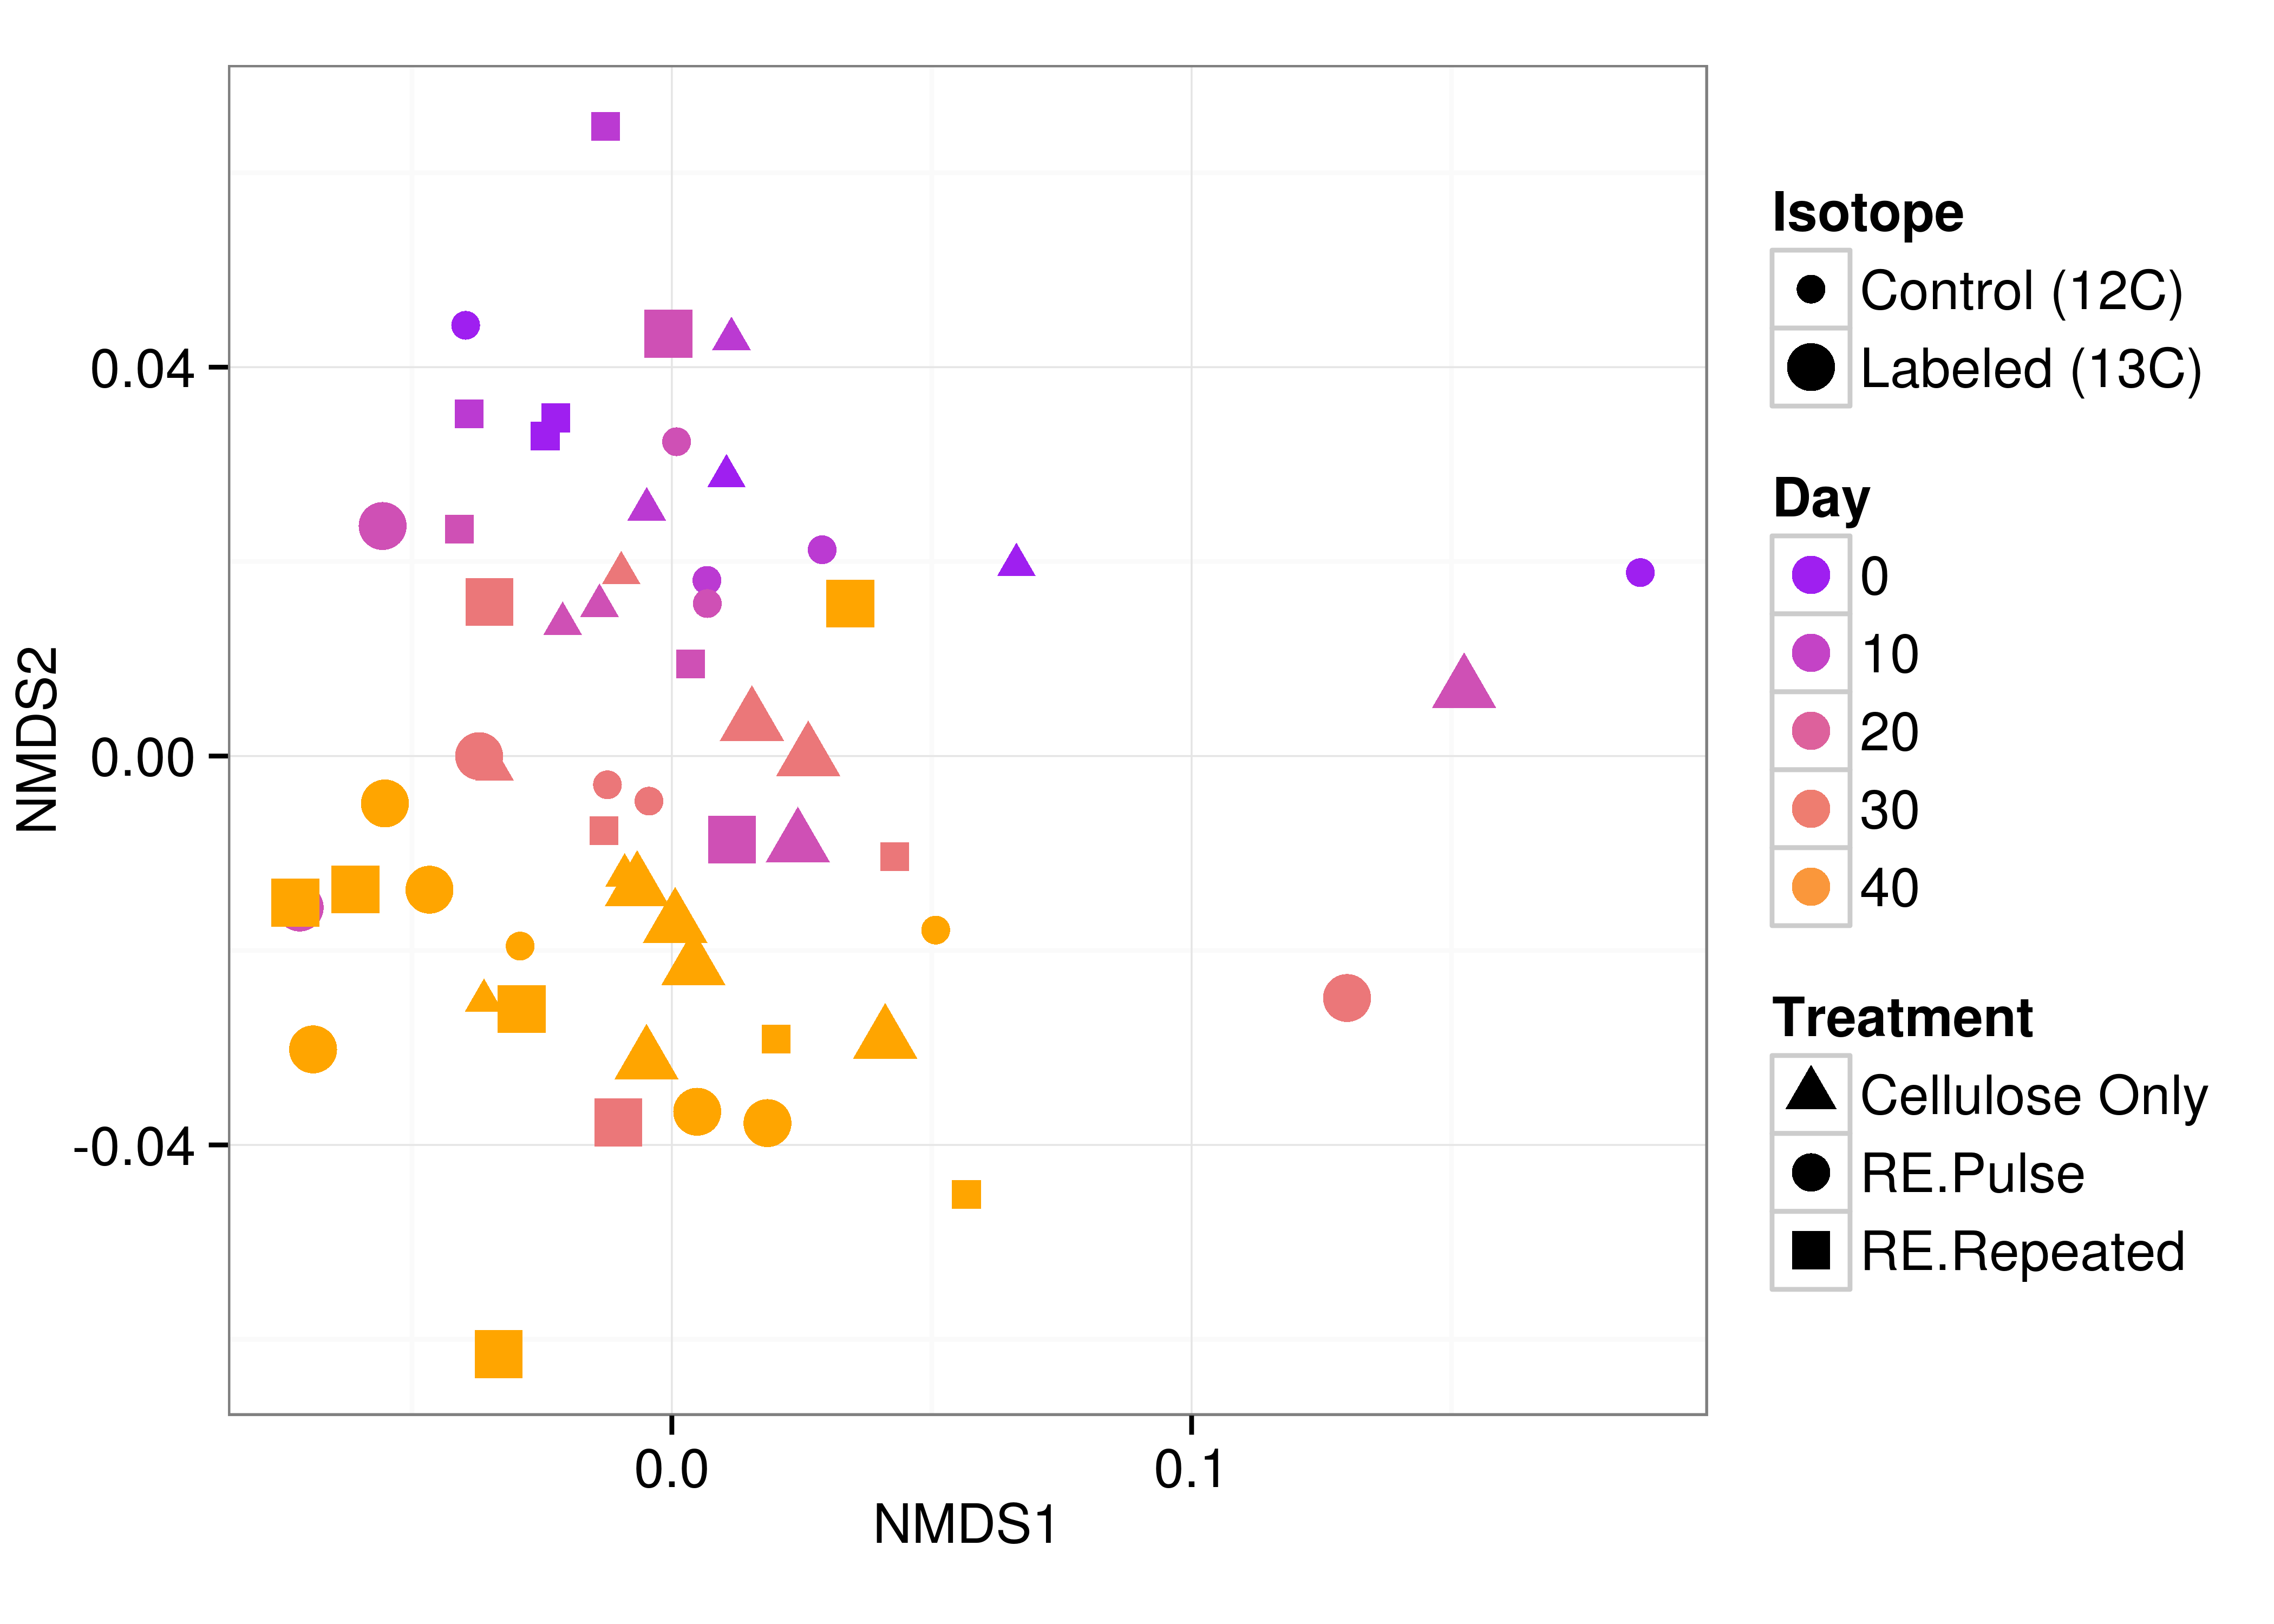 NMDS2
0.04
0.00
-0.04
0.0
0.1
NMDS1
Isotope
Control (12C)
Labeled (13C)
Day
0
10
20
30
40
Treatment
Cellulose Only
RE.Pulse
RE.Repeated